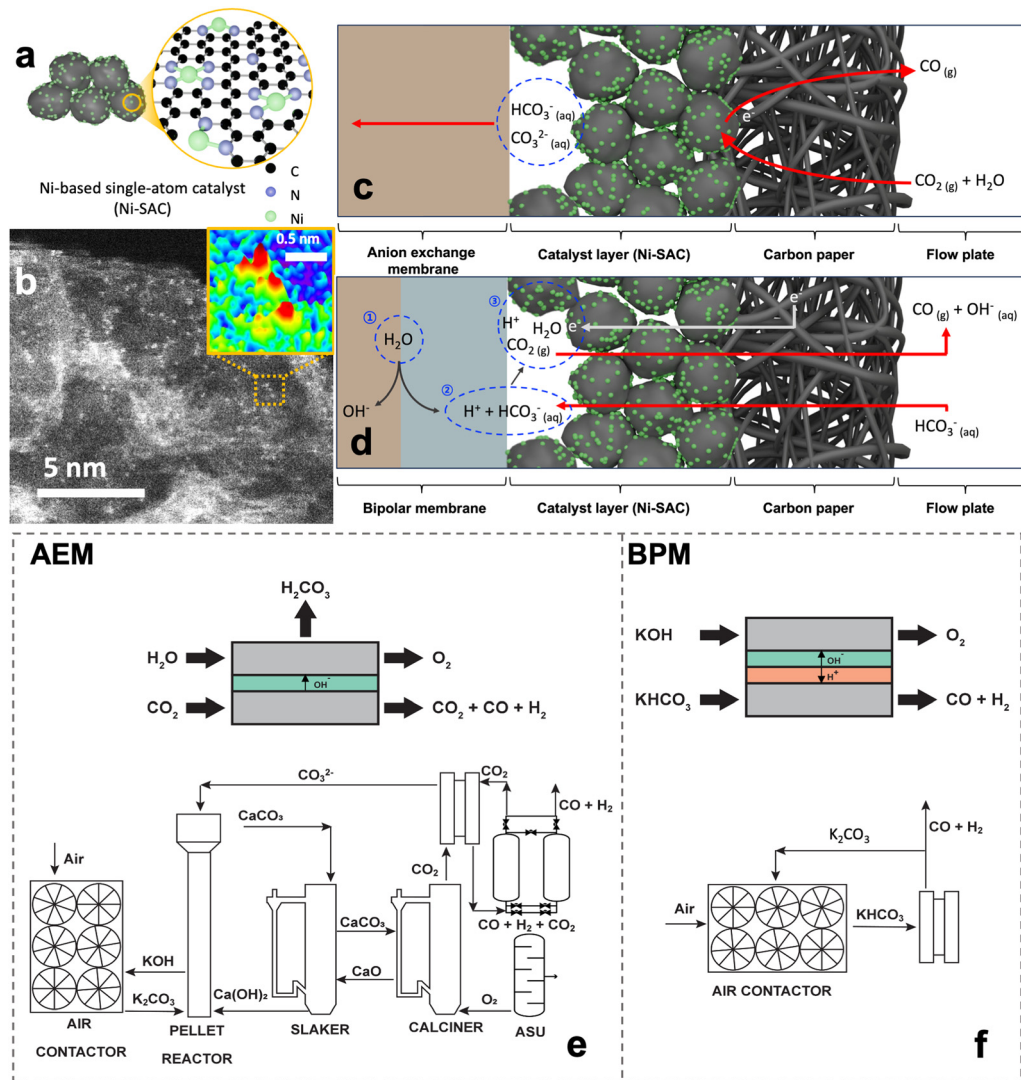 a
Ni-based single-atom catalyst
(Ni-SAC)
C
N
Ni
b
0.5 nm
5 nm
HCO₃⁻ (aq)
CO₃²⁻ (aq)
e⁻
CO (g)
CO₂ (g) + H₂O
c
Anion exchange
membrane
Catalyst layer (Ni-SAC)
Carbon paper
Flow plate
①
H₂O
OH⁻
②
H⁺ + HCO₃⁻ (aq)
③
H⁺
H₂O
CO₂ (g)
e⁻
e⁻
CO (g) + OH⁻ (aq)
HCO₃⁻ (aq)
d
Bipolar membrane
Catalyst layer (Ni-SAC)
Carbon paper
Flow plate
AEM
H₂CO₃
H₂O
O₂
OH⁻
CO₂
CO₂ + CO + H₂
CO₃²⁻
CO₂
CO + H₂
CaCO₃
Air
CO₂
CaCO₃
CO + H₂ + CO₂
KOH
CaO
K₂CO₃
Ca(OH)₂
O₂
AIR
CONTACTOR
PELLET
REACTOR
SLAKER
CALCINER
ASU
e
BPM
KOH
O₂
OH⁻
H⁺
KHCO₃
CO + H₂
K₂CO₃
CO + H₂
Air
KHCO₃
AIR CONTACTOR
f